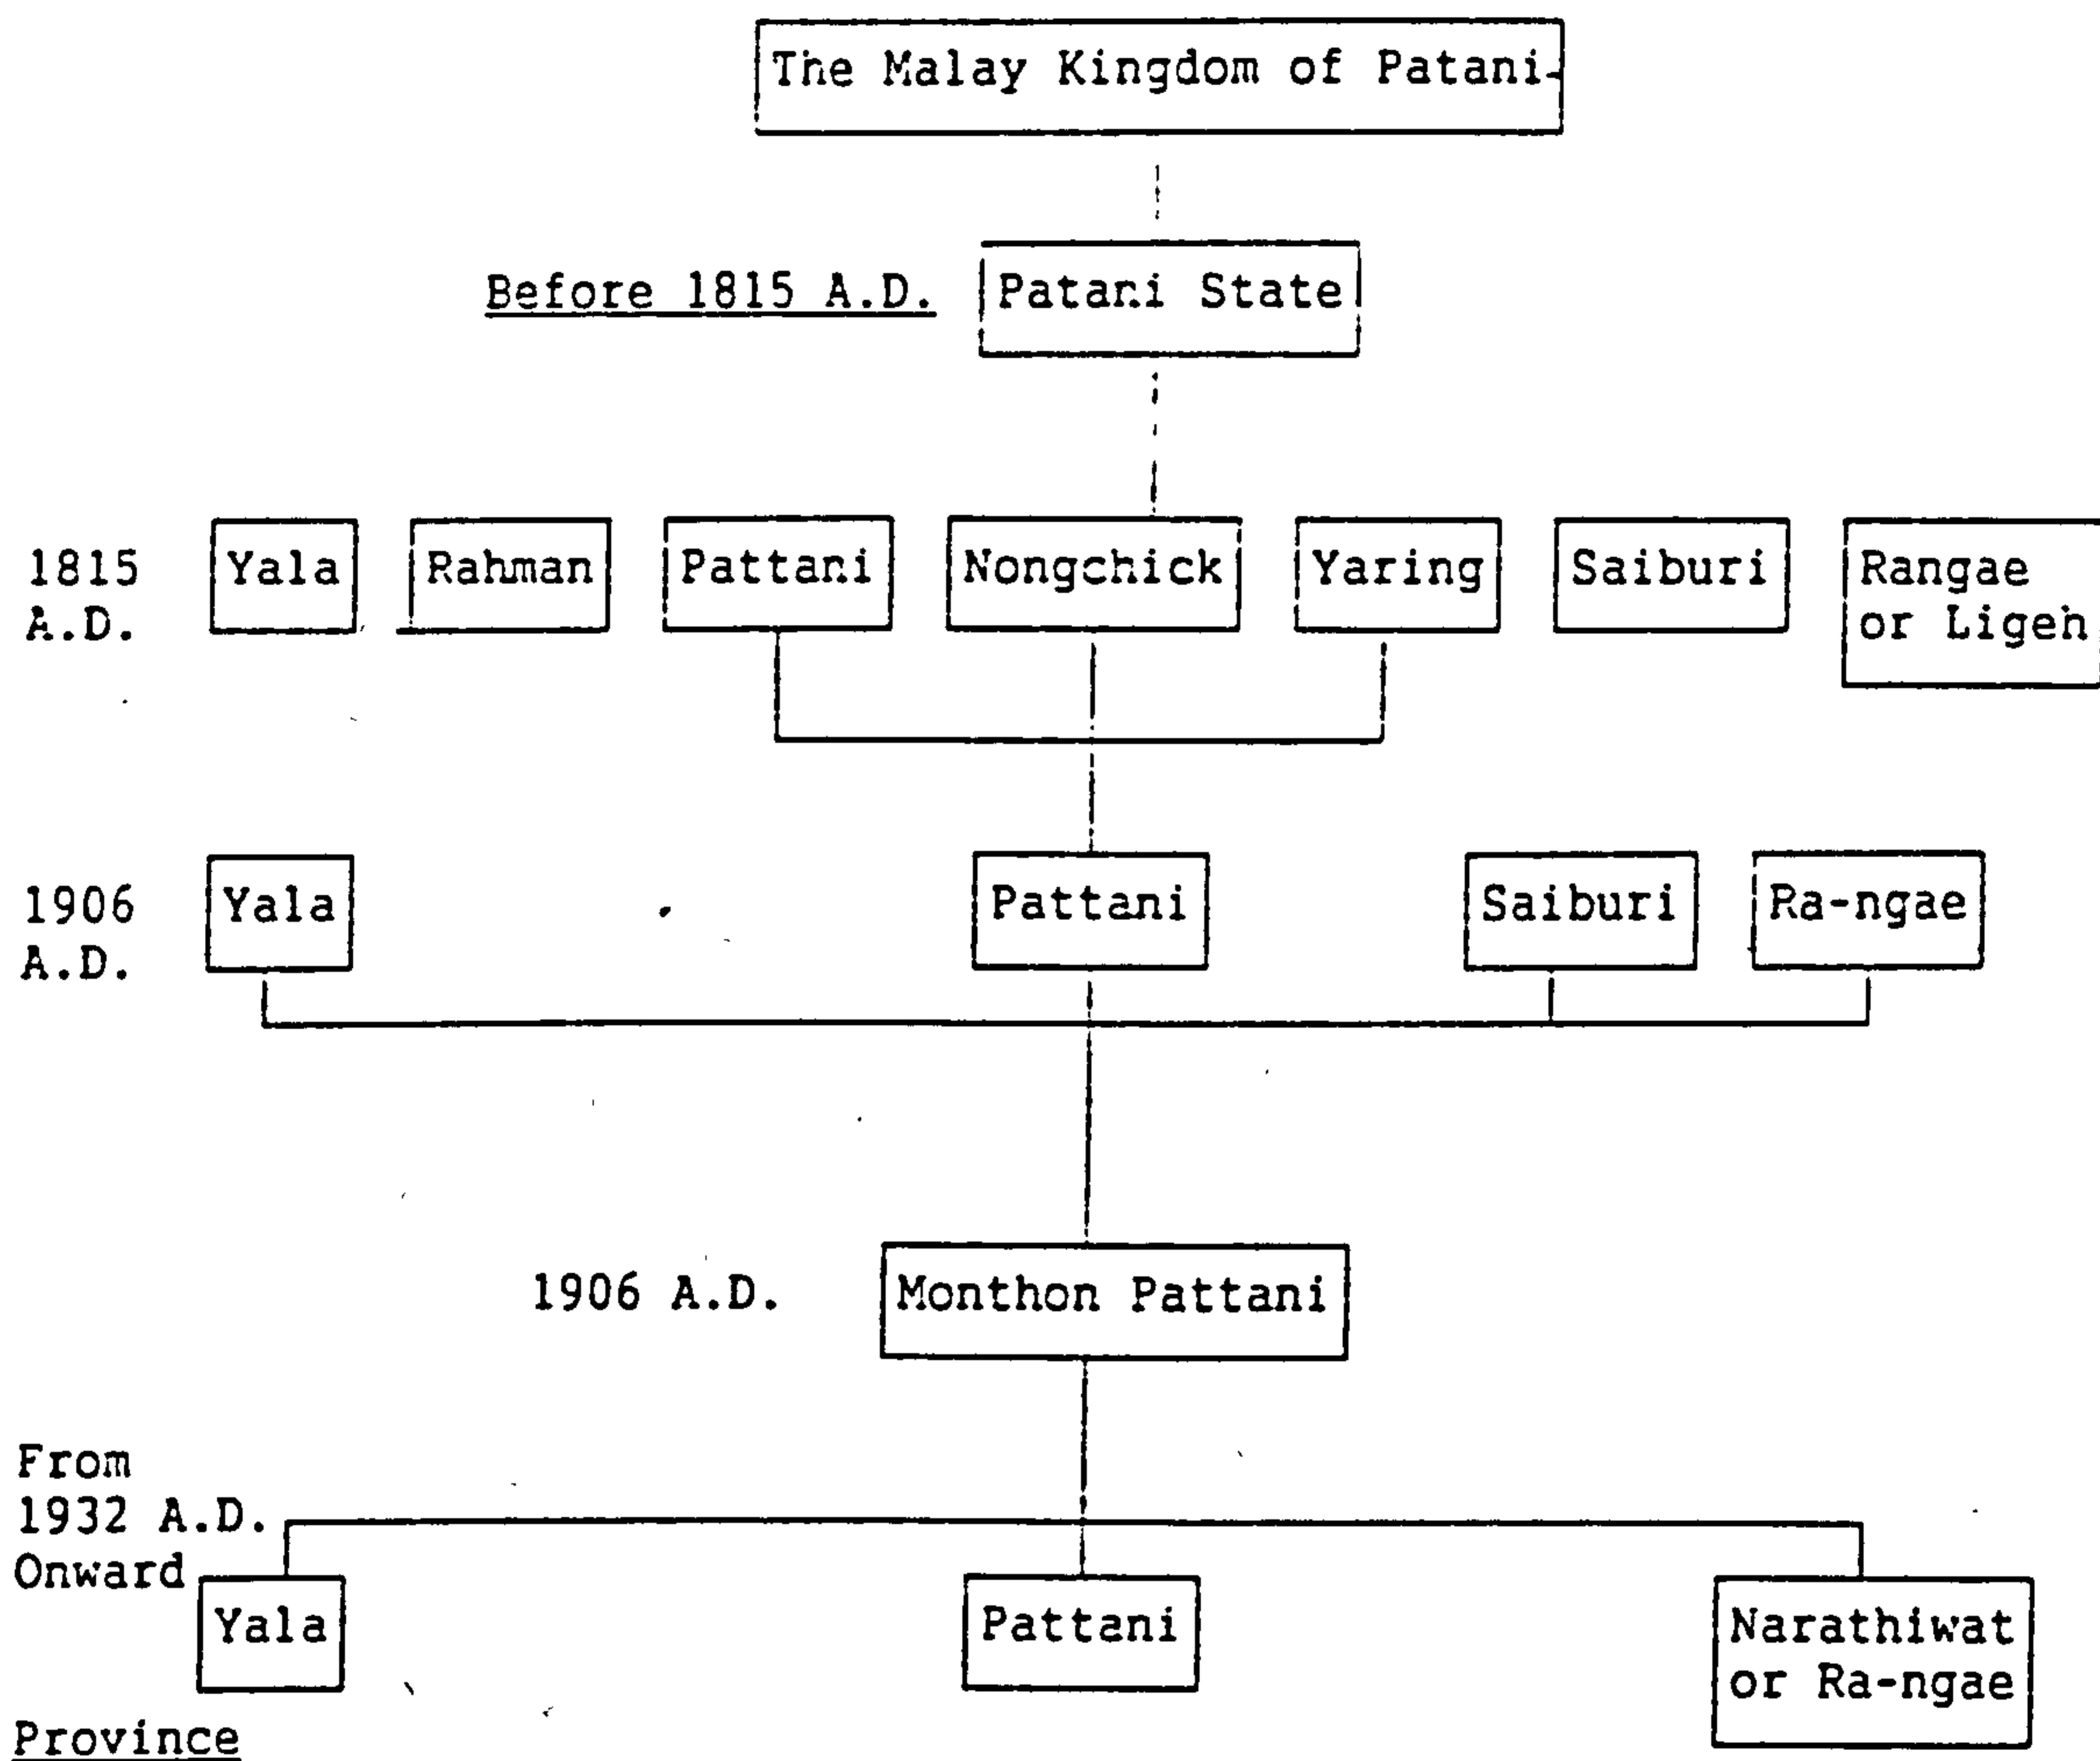 The Malay Kingdom of Patani
Before 1815 A.D.
Patani State
1815
A.D.
Yala
Rahman
Pattani
Nongchick
Yaring
Saiburi
Rangae
or Ligeh
1906
A.D.
Yala
Pattani
Saiburi
Ra-ngae
1906 A.D.
Monthon Pattani
From
1932 A.D.
Onward
Yala
Pattani
Narathiwat
or Ra-ngae
Province